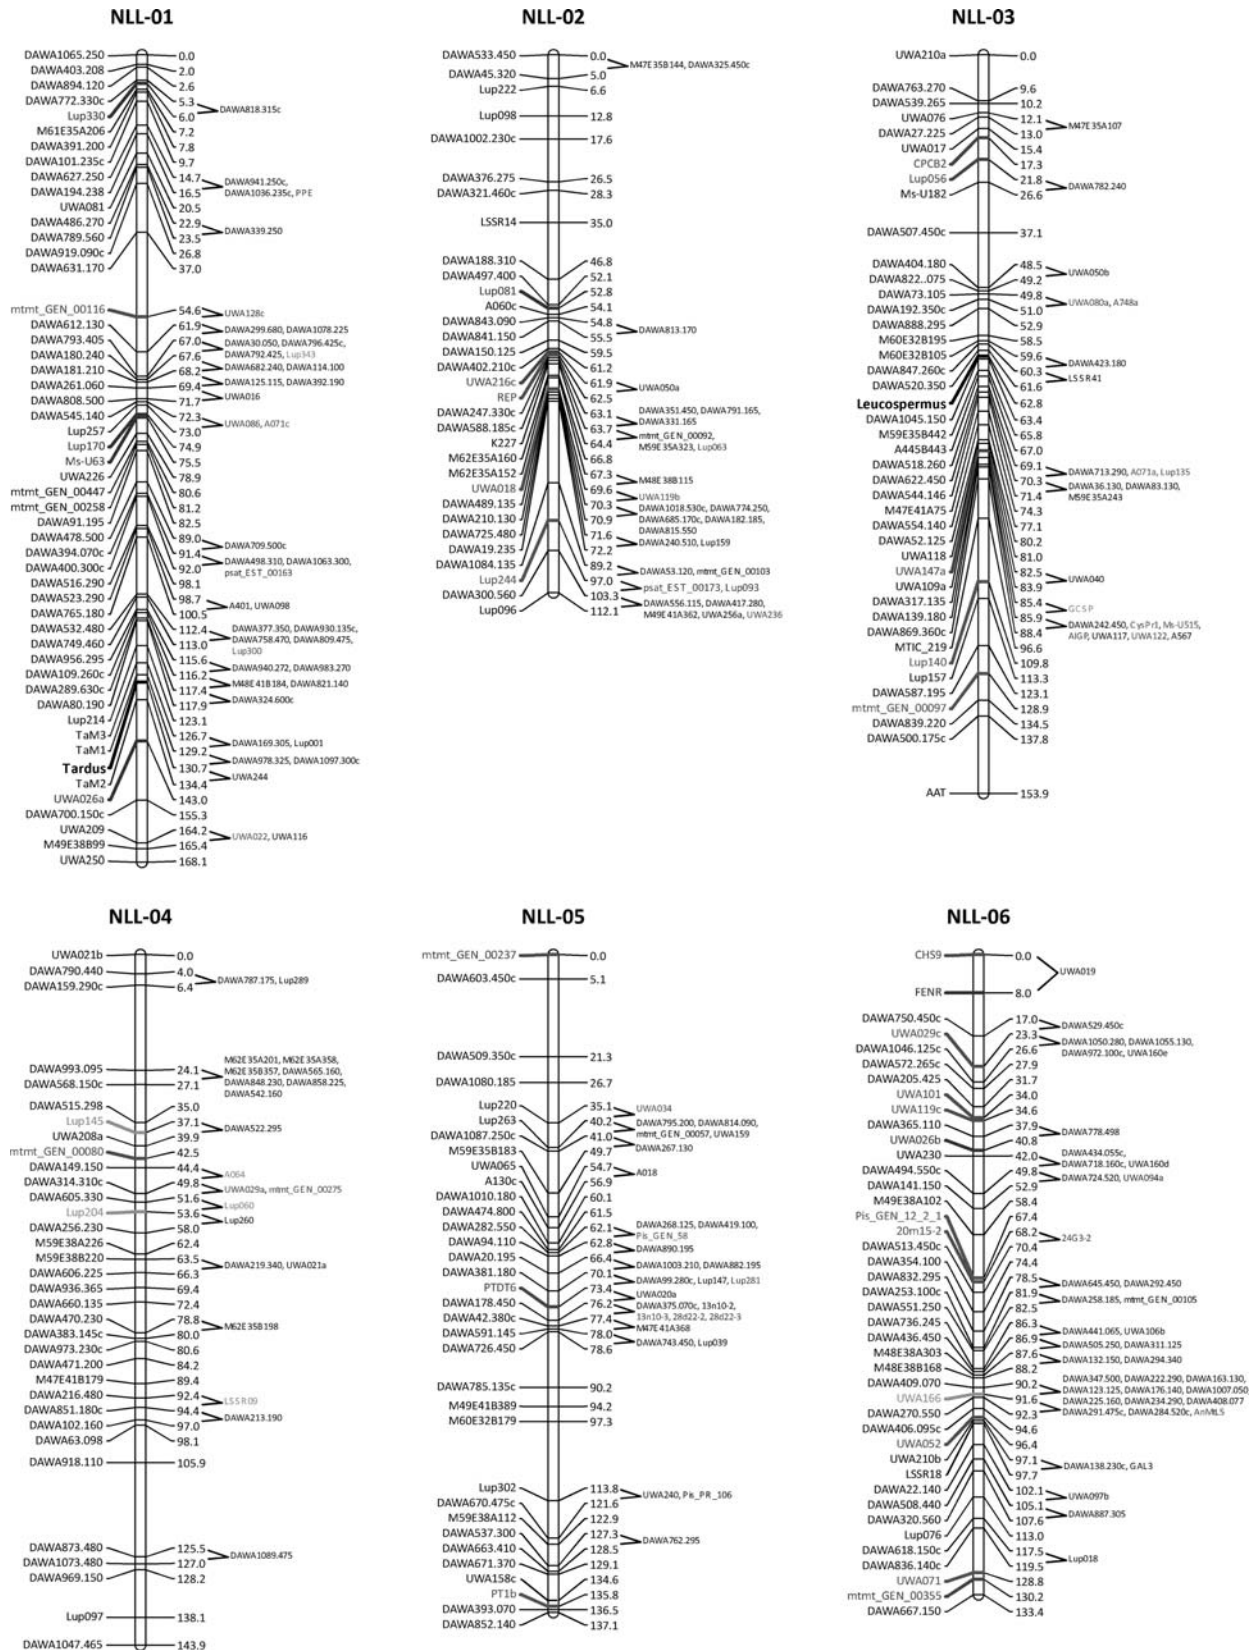 NLL-01
DAWA1065.250 0.0
DAWA403.208 2.0
DAWA894.120 2.6
DAWA772.330c 5.3
DAWA818.315c
Lup330 6.0
M61E35A206 7.2
DAWA391.200 7.8
DAWA101.235c 9.7
DAWA627.250 14.7
DAWA941.250c,
DAWA1036.235c, PPE
DAWA194.238 16.5
UWA081 20.5
DAWA486.270 22.9
DAWA339.250
DAWA789.560 23.5
DAWA919.090c 26.8
DAWA631.170 37.0
mtmt_GEN_00116 54.6
UWA128c
DAWA612.130 61.9
DAWA299.680, DAWA1078.225
DAWA793.405 67.0
DAWA30.050, DAWA796.425c,
DAWA792.425, Lup343
DAWA180.240 67.6
DAWA181.210 68.2
DAWA682.240, DAWA114.100
DAWA261.060 69.4
DAWA125.115, DAWA392.190
DAWA808.500 71.7
UWA016
DAWA545.140 72.3
UWA086, A071c
Lup257 73.0
Lup170 74.9
Ms-U63 75.5
UWA226 78.9
mtmt_GEN_00447 80.6
mtmt_GEN_00258 81.2
DAWA91.195 82.5
DAWA478.500 89.0
DAWA709.500c
DAWA394.070c 91.4
DAWA498.310, DAWA1063.300,
psat_EST_00163
DAWA400.300c 92.0
DAWA516.290 98.1
DAWA523.290 98.7
A401, UWA098
DAWA765.180 100.5
DAWA532.480 112.4
DAWA377.350, DAWA930.135c,
DAWA758.470, DAWA809.475,
Lup300
DAWA749.460 113.0
DAWA956.295 115.6
DAWA940.272, DAWA983.270
DAWA109.260c 116.2
M48E41B184, DAWA821.140
DAWA289.630c 117.4
DAWA324.600c
DAWA80.190 117.9
Lup214 123.1
TaM3 126.7
DAWA169.305, Lup001
TaM1 129.2
DAWA978.325, DAWA1097.300c
Tardus 130.7
UWA244
TaM2 134.4
UWA026a 143.0
DAWA700.150c 155.3
UWA209 164.2
UWA022, UWA116
M49E38B99 165.4
UWA250 168.1
NLL-02
DAWA533.450 0.0
M47E35B144, DAWA325.450c
DAWA45.320 5.0
Lup222 6.6
Lup098 12.8
DAWA1002.230c 17.6
DAWA376.275 26.5
DAWA321.460c 28.3
LSSR14 35.0
DAWA188.310 46.8
DAWA497.400 52.1
Lup081 52.8
A060c 54.1
DAWA843.090 54.8
DAWA813.170
DAWA841.150 55.5
DAWA150.125 59.5
DAWA402.210c 61.2
UWA216c 61.9
UWA050a
REP 62.5
DAWA247.330c 63.1
DAWA351.450, DAWA791.165,
DAWA331.165
DAWA588.185c 63.7
mtmt_GEN_00092,
M59E35A323, Lup063
K227 64.4
M62E35A160 66.8
M62E35A152 67.3
M48E38B115
UWA018 69.6
UWA119b
DAWA489.135 70.3
DAWA1018.530c, DAWA774.250,
DAWA685.170c, DAWA182.185,
DAWA815.550
DAWA210.130 70.9
DAWA725.480 71.6
DAWA240.510, Lup159
DAWA19.235 72.2
DAWA1084.135 89.2
DAWA53.120, mtmt_GEN_00103
Lup244 97.0
psat_EST_00173, Lup093
DAWA300.560 103.3
DAWA556.115, DAWA417.280,
M49E41A362, UWA256a, UWA236
Lup096 112.1
NLL-03
UWA210a 0.0
DAWA763.270 9.6
DAWA539.265 10.2
UWA076 12.1
M47E35A107
DAWA27.225 13.0
UWA017 15.4
CPCB2 17.3
Lup056 21.8
DAWA782.240
Ms-U182 26.6
DAWA507.450c 37.1
DAWA404.180 48.5
UWA050b
DAWA822..075 49.2
DAWA73.105 49.8
UWA080a, A748a
DAWA192.350c 51.0
DAWA888.295 52.9
M60E32B195 58.5
M60E32B105 59.6
DAWA423.180
DAWA847.260c 60.3
LSSR41
DAWA520.350 61.6
Leucospermus 62.8
DAWA1045.150 63.4
M59E35B442 65.8
A445B443 67.0
DAWA518.260 69.1
DAWA713.290, A071a, Lup135
DAWA622.450 70.3
DAWA36.130, DAWA83.130,
M59E35A243
DAWA544.146 71.4
M47E41A75 74.3
DAWA554.140 77.1
DAWA52.125 80.2
UWA118 81.0
UWA147a 82.5
UWA040
UWA109a 83.9
DAWA317.135 85.4
GCSP
DAWA139.180 85.9
DAWA242.450, CysPr1, Ms-U515,
AIGP, UWA117, UWA122, A567
DAWA869.360c 88.4
MTIC_219 96.6
Lup140 109.8
Lup157 113.3
DAWA587.195 123.1
mtmt_GEN_00097 128.9
DAWA839.220 134.5
DAWA500.175c 137.8
AAT 153.9
NLL-04
UWA021b 0.0
DAWA790.440 4.0
DAWA787.175, Lup289
DAWA159.290c 6.4
M62E35A201, M62E35A358,
M62E35B357, DAWA565.160,
DAWA848.230, DAWA858.225,
DAWA542.160
DAWA993.095 24.1
DAWA568.150c 27.1
DAWA515.298 35.0
Lup145 37.1
DAWA522.295
UWA208a 39.9
mtmt_GEN_00080 42.5
DAWA149.150 44.4
A064
DAWA314.310c 49.8
UWA029a, mtmt_GEN_00275
DAWA605.330 51.6
Lup060
Lup204 53.6
Lup260
DAWA256.230 58.0
M59E38A226 62.4
M59E38B220 63.5
DAWA219.340, UWA021a
DAWA606.225 66.3
DAWA936.365 69.4
DAWA660.135 72.4
DAWA470.230 78.8
M62E35B198
DAWA383.145c 80.0
DAWA973.230c 80.6
DAWA471.200 84.2
M47E41B179 89.4
DAWA216.480 92.4
LSSR09
DAWA851.180c 94.4
DAWA213.190
DAWA102.160 97.0
DAWA63.098 98.1
DAWA918.110 105.9
DAWA873.480 125.5
DAWA1089.475
DAWA1073.480 127.0
DAWA969.150 128.2
Lup097 138.1
DAWA1047.465 143.9
NLL-05
mtmt_GEN_00237 0.0
DAWA603.450c 5.1
DAWA509.350c 21.3
DAWA1080.185 26.7
Lup220 35.1
UWA034
Lup263 40.2
DAWA795.200, DAWA814.090,
mtmt_GEN_00057, UWA159
DAWA1087.250c 41.0
DAWA267.130
M59E35B183 49.7
UWA065 54.7
A018
A130c 56.9
DAWA1010.180 60.1
DAWA474.800 61.5
DAWA282.550 62.1
DAWA268.125, DAWA419.100,
Pis_GEN_58
DAWA94.110 62.8
DAWA890.195
DAWA20.195 66.4
DAWA1003.210, DAWA882.195
DAWA381.180 70.1
DAWA99.280c, Lup147, Lup281
PTDT6 73.4
UWA020a
DAWA178.450 76.2
DAWA375.070c, 13n10-2,
13n10-3, 28d22-2, 28d22-3
DAWA42.380c 77.4
M47E41A368
DAWA591.145 78.0
DAWA743.450, Lup039
DAWA726.450 78.6
DAWA785.135c 90.2
M49E41B389 94.2
M60E32B179 97.3
Lup302 113.8
UWA240, Pis_PR_106
DAWA670.475c 121.6
M59E38A112 122.9
DAWA537.300 127.3
DAWA762.295
DAWA663.410 128.5
DAWA671.370 129.1
UWA158c 134.6
PT1b 135.8
DAWA393.070 136.5
DAWA852.140 137.1
NLL-06
CHS9 0.0
UWA019
FENR 8.0
DAWA750.450c 17.0
DAWA529.450c
UWA029c 23.3
DAWA1050.280, DAWA1055.130,
DAWA972.100c, UWA160e
DAWA1046.125c 26.6
DAWA572.265c 27.9
DAWA205.425 31.7
UWA101 34.0
UWA119c 34.6
DAWA365.110 37.9
DAWA778.498
UWA026b 40.8
UWA230 42.0
DAWA434.055c,
DAWA718.160c, UWA160d
DAWA494.550c 49.8
DAWA724.520, UWA094a
DAWA141.150 52.9
M49E38A102 58.4
Pis_GEN_12_2_1 67.4
20m15-2 68.2
24G3-2
DAWA513.450c 70.4
DAWA354.100 74.4
DAWA832.295 78.5
DAWA645.450, DAWA292.450
DAWA253.100c 81.9
DAWA258.185, mtmt_GEN_00105
DAWA551.250 82.5
DAWA736.245 86.3
DAWA441.065, UWA106b
DAWA436.450 86.9
DAWA505.250, DAWA311.125
M48E38A303 87.6
DAWA132.150, DAWA294.340
M48E38B168 88.2
DAWA409.070 90.2
DAWA347.500, DAWA222.290, DAWA163.130,
DAWA123.125, DAWA176.140, DAWA1007.050,
DAWA225.160, DAWA234.290, DAWA408.077
UWA166 91.6
DAWA291.475c, DAWA284.520c, AnMtL5
DAWA270.550 92.3
DAWA406.095c 94.6
UWA052 96.4
UWA210b 97.1
DAWA138.230c, GAL3
LSSR18 97.7
DAWA22.140 102.1
UWA097b
DAWA508.440 105.1
DAWA887.305
DAWA320.560 107.6
Lup076 113.0
DAWA618.150c 117.5
Lup018
DAWA836.140c 119.5
UWA071 128.8
mtmt_GEN_00355 130.2
DAWA667.150 133.4